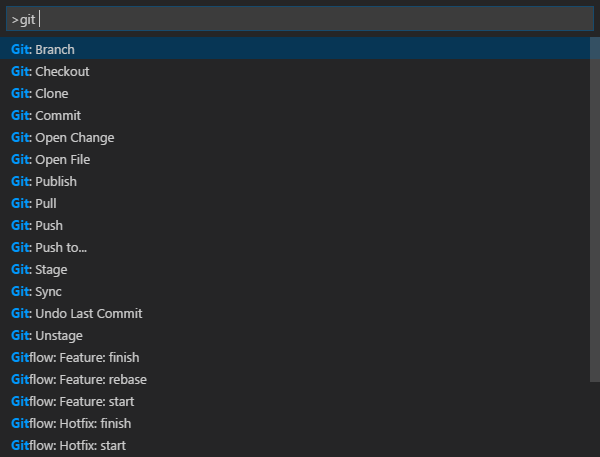 >git
Git: Branch
Git: Checkout
Git: Clone
Git: Commit
Git: Open Change
Git: Open File
Git: Publish
Git: Pull
Git: Push
Git: Push to...
Git: Stage
Git: Sync
Git: Undo Last Commit
Git: Unstage
Gitflow: Feature: finish
Gitflow: Feature: rebase
Gitflow: Feature: start
Gitflow: Hotfix: finish
Gitflow: Hotfix: start